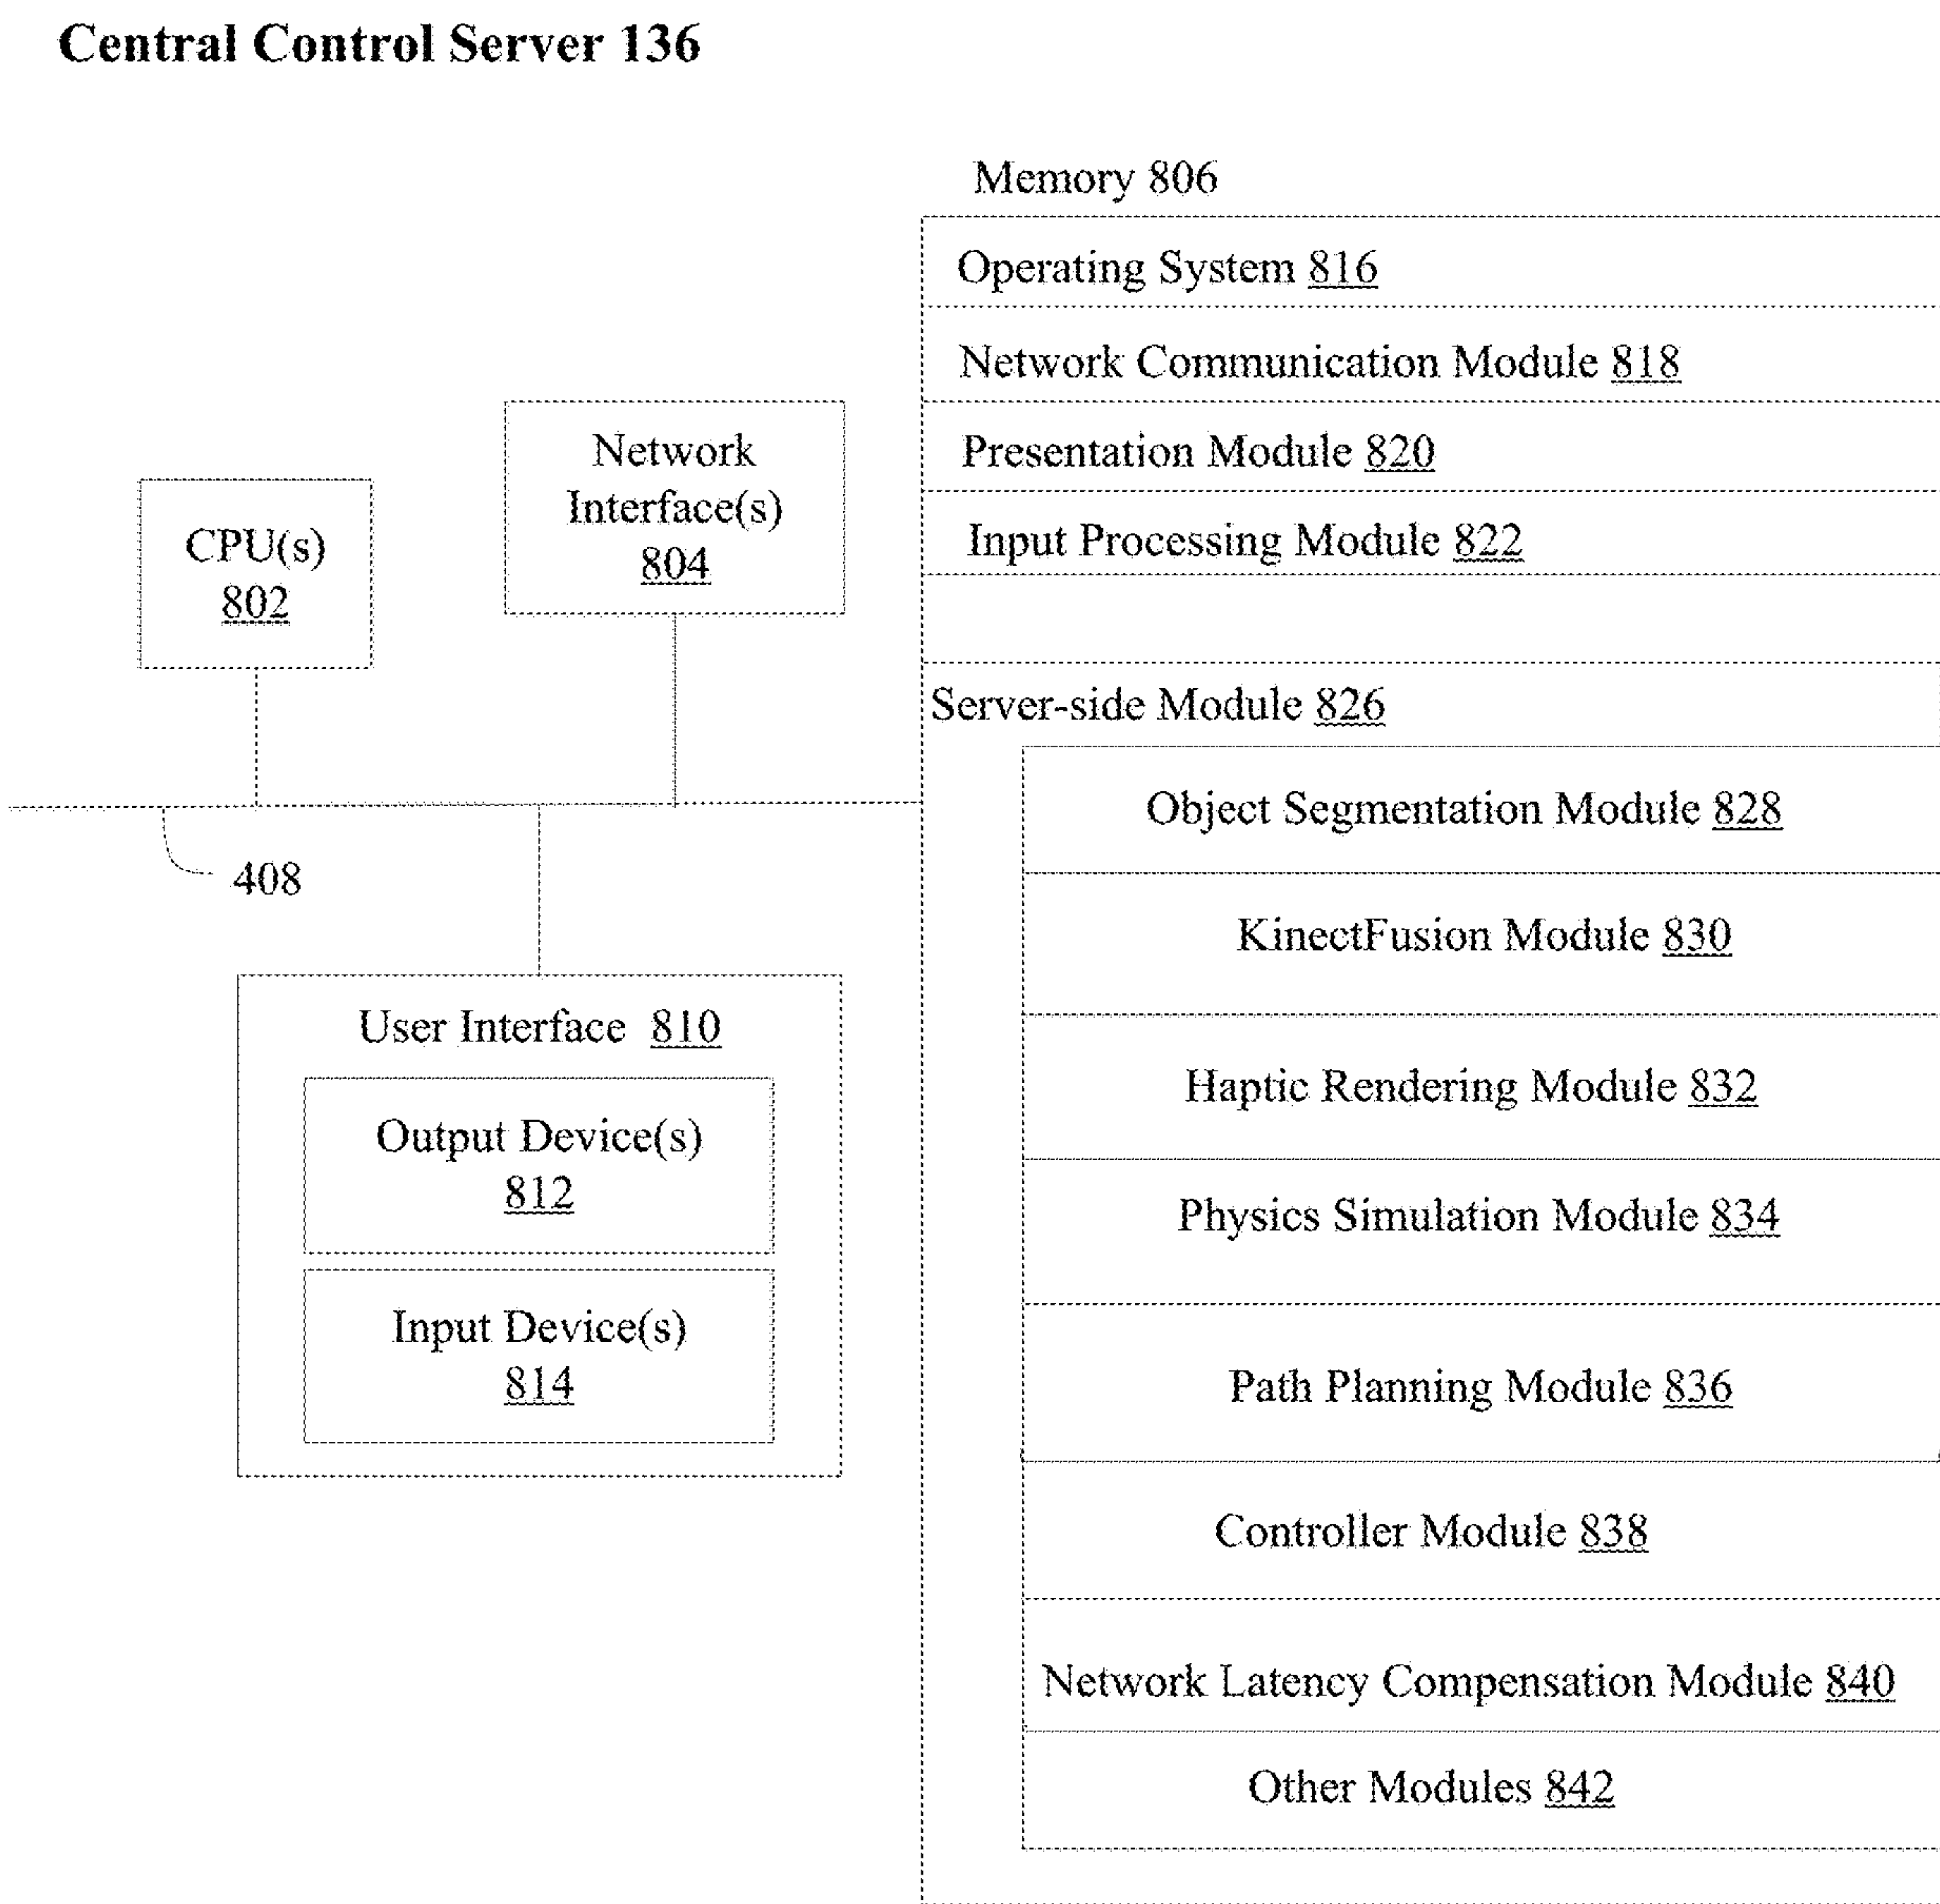 Central Control Server 136
Memory 806
Operating System 816
Network Communication Module 818
Presentation Module 820
Input Processing Module 822
Network
Interface(s)
804
CPU(s)
802
Server-side Module 826
Object Segmentation Module 828
408
KinectFusion Module 830
User Interface 810
Output Device(s)
812
Input Device(s)
814
Haptic Rendering Module 832
Physics Simulation Module 834
Path Planning Module 836
Controller Module 838
Network Latency Compensation Module 840
Other Modules 842